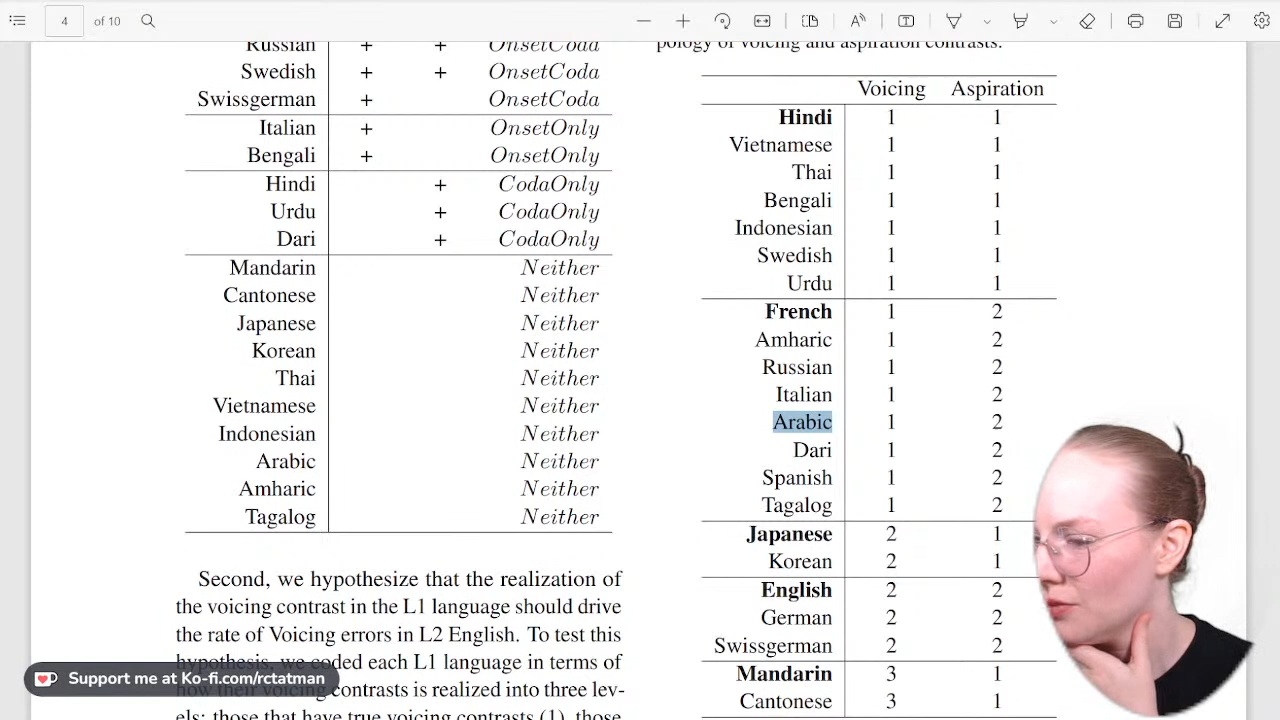 4 of 10
Russian + + OnsetCoda
Swedish + + OnsetCoda
Swissgerman + OnsetCoda
Italian + OnsetOnly
Bengali + OnsetOnly
Hindi + CodaOnly
Urdu + CodaOnly
Dari + CodaOnly
Mandarin Neither
Cantonese Neither
Japanese Neither
Korean Neither
Thai Neither
Vietnamese Neither
Indonesian Neither
Arabic Neither
Amharic Neither
Tagalog Neither
Second, we hypothesize that the realization of
the voicing contrast in the L1 language should drive
the rate of Voicing errors in L2 English. To test this
hypothesis, we coded each L1 language in terms of
how their voicing contrasts is realized into three lev-
els: those that have true voicing contrasts (1), those
pology of voicing and aspiration contrasts.
Voicing Aspiration
Hindi 1 1
Vietnamese 1 1
Thai 1 1
Bengali 1 1
Indonesian 1 1
Swedish 1 1
Urdu 1 1
French 1 2
Amharic 1 2
Russian 1 2
Italian 1 2
Arabic 1 2
Dari 1 2
Spanish 1 2
Tagalog 1 2
Japanese 2 1
Korean 2 1
English 2 2
German 2 2
Swissgerman 2 2
Mandarin 3 1
Cantonese 3 1
Support me at Ko-fi.com/rctatman